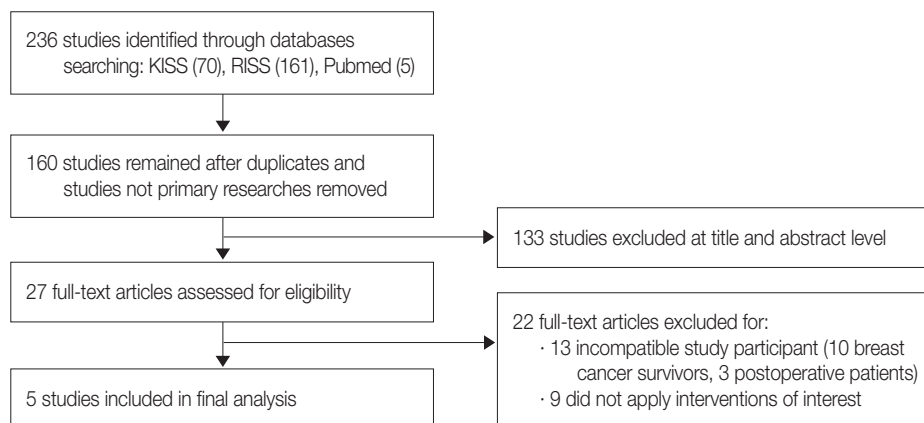 236 studies identified through databases
searching: KISS (70), RISS (161), Pubmed (5)
160 studies remained after duplicates and
studies not primary researches removed
133 studies excluded at title and abstract level
27 full-text articles assessed for eligibility
22 full-text articles excluded for:
· 13 incompatible study participant (10 breast
cancer survivors, 3 postoperative patients)
· 9 did not apply interventions of interest
5 studies included in final analysis